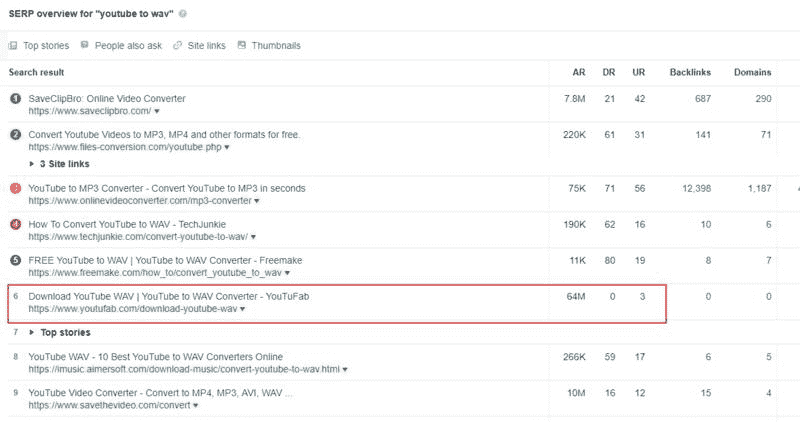 SERP overview for "youtube to wav" ?
Top stories People also ask Site links Thumbnails
Search result AR DR UR Backlinks Domains
1 SaveClipBro: Online Video Converter 7.8M 21 42 687 290
https://www.saveclipbro.com/ ▼
2 Convert Youtube Videos to MP3, MP4 and other formats for free. 220K 61 31 141 71
https://www.files-conversion.com/youtube.php ▼
▶ 3 Site links
YouTube to MP3 Converter - Convert YouTube to MP3 in seconds 75K 71 56 12,398 1,187
https://www.onlinevideoconverter.com/mp3-converter ▼
4 How To Convert YouTube to WAV - TechJunkie 190K 62 16 10 6
https://www.techjunkie.com/convert-youtube-to-wav/ ▼
5 FREE YouTube to WAV | YouTube to WAV Converter - Freemake 11K 80 19 8 7
https://www.freemake.com/how_to/convert_youtube_to_wav ▼
6 Download YouTube WAV | YouTube to WAV Converter - YouTuFab 64M 0 3 0 0
https://www.youtufab.com/download-youtube-wav ▼
7 ▶ Top stories
8 YouTube WAV - 10 Best YouTube to WAV Converters Online 266K 59 17 6 5
https://imusic.aimersoft.com/download-music/convert-youtube-to-wav.html ▼
9 YouTube Video Converter - Convert to MP4, MP3, AVI, WAV ... 10M 16 12 15 4
https://www.savethevideo.com/convert ▼